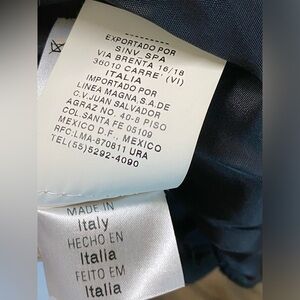 EXPORTADO POR
SINV. SPA
VIA BRENTA 16/18
36010 CARRE' (VI)
ITALIA
IMPORTADO POR
LINEA MAGNA,S.A.DE
C.V.JUAN SALVADOR
AGRAZ NO. 40-8 PISO
COL.SANTA FE 05109
MEXICO D.F., MEXICO
RFC.LMA-870811 URA
TEL(55)5292-4090
MADE IN
Italy
HECHO EN
Italia
FEITO EM
Italia